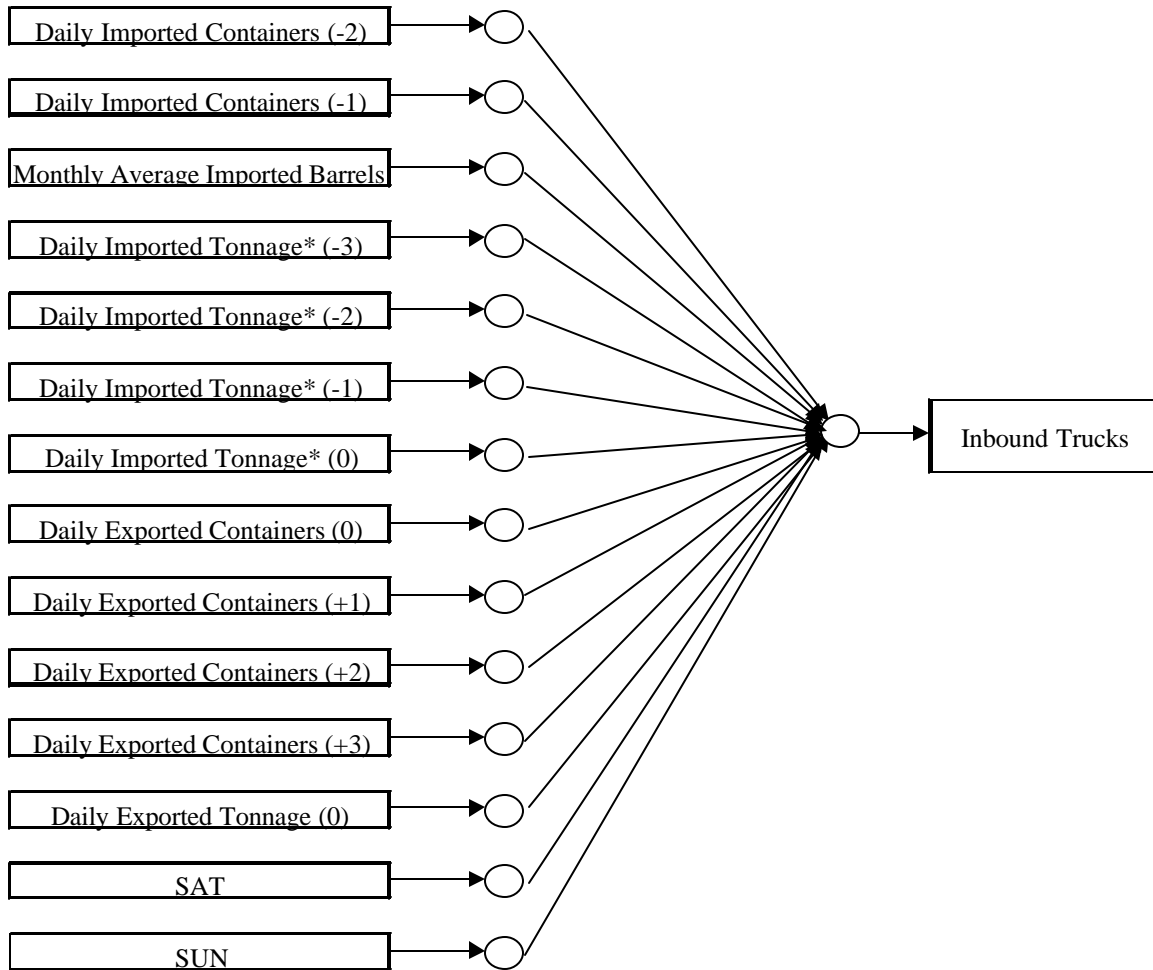 Daily Imported Containers (-2)
Daily Imported Containers (-1)
Monthly Average Imported Barrels
Daily Imported Tonnage* (-3)
Daily Imported Tonnage* (-2)
Daily Imported Tonnage* (-1)
Daily Imported Tonnage* (0)
Daily Exported Containers (0)
Daily Exported Containers (+1)
Daily Exported Containers (+2)
Daily Exported Containers (+3)
Daily Exported Tonnage (0)
SAT
SUN
Inbound Trucks